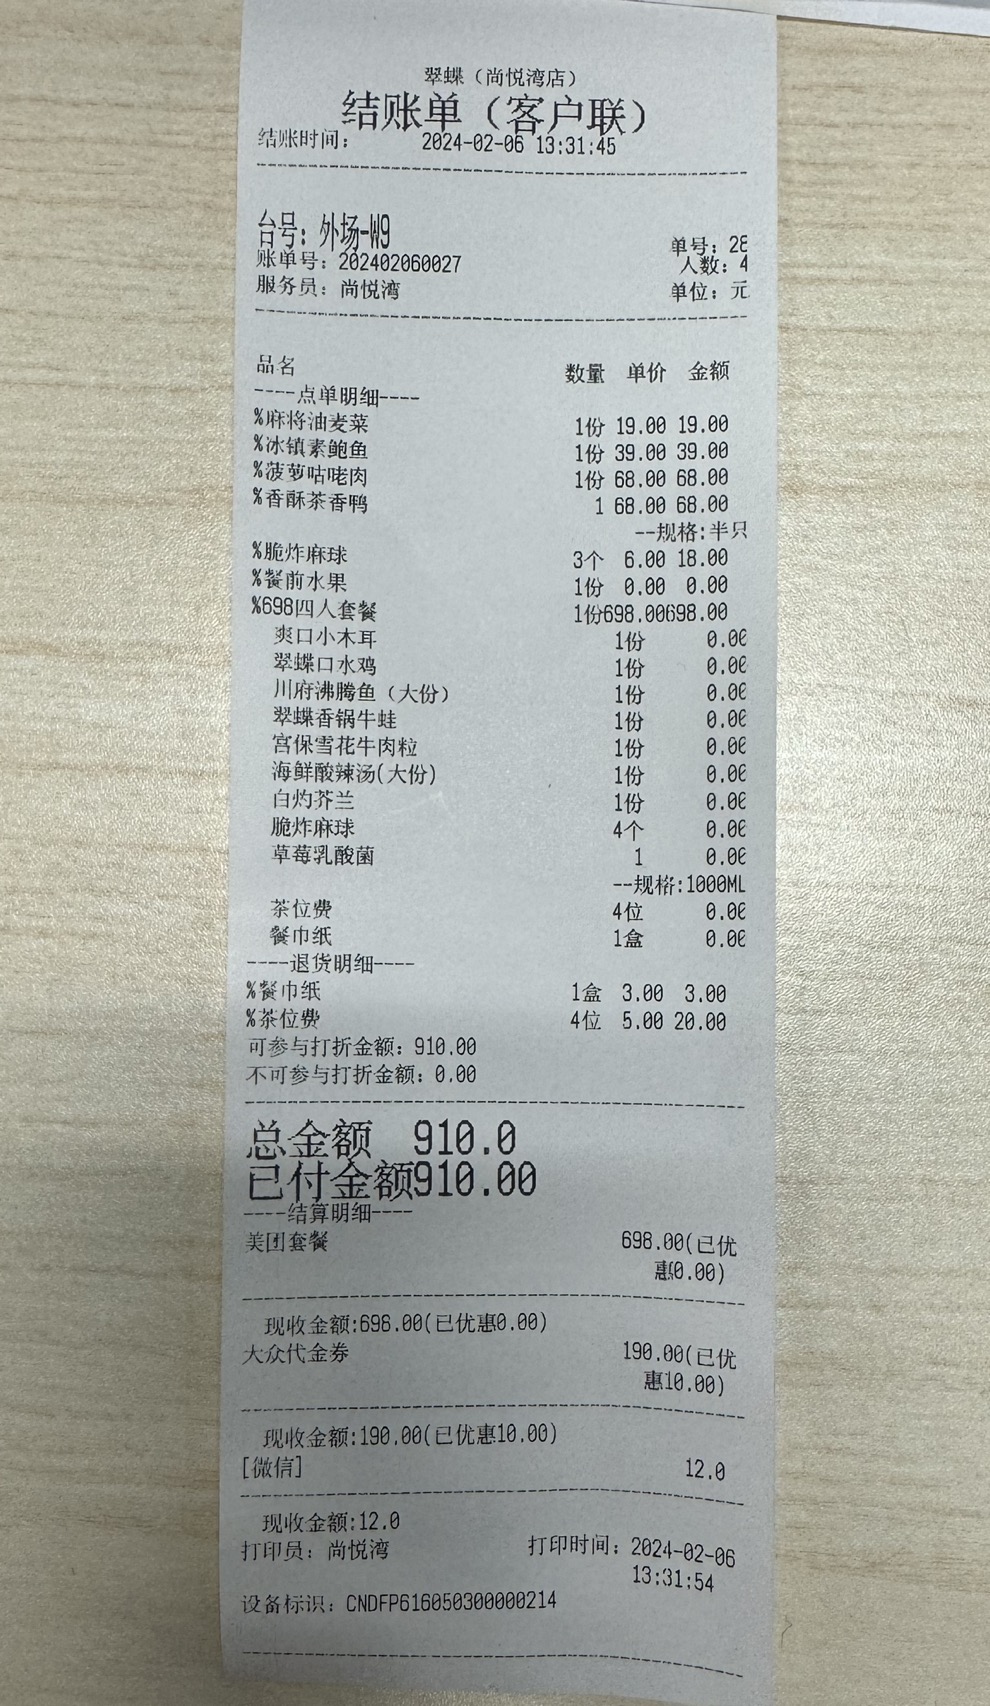 翠蝶（尚悦湾店）
结账单（客户联）
结账时间： 2024-02-06 13:31:45
台号：外场-W9
单号：28
账单号：202402060027 人数：4
服务员：尚悦湾 单位：元
品名 数量 单价 金额
----点单明细----
%麻将油麦菜 1份 19.00 19.00
%冰镇素鲍鱼 1份 39.00 39.00
%菠萝咕咾肉 1份 68.00 68.00
%香酥茶香鸭 1 68.00 68.00
--规格:半只
%脆炸麻球 3个 6.00 18.00
%餐前水果 1份 0.00 0.00
%698四人套餐 1份698.00698.00
爽口小木耳 1份 0.00
翠蝶口水鸡 1份 0.00
川府沸腾鱼（大份） 1份 0.00
翠蝶香锅牛蛙 1份 0.00
宫保雪花牛肉粒 1份 0.00
海鲜酸辣汤(大份) 1份 0.00
白灼芥兰 1份 0.00
脆炸麻球 4个 0.00
草莓乳酸菌 1 0.00
--规格:1000ML
茶位费 4位 0.00
餐巾纸 1盒 0.00
----退货明细----
%餐巾纸 1盒 3.00 3.00
%茶位费 4位 5.00 20.00
可参与打折金额：910.00
不可参与打折金额：0.00
总金额 910.0
已付金额910.00
----结算明细----
美团套餐 698.00(已优
惠0.00)
现收金额:698.00(已优惠0.00)
大众代金券 190.00(已优
惠10.00)
现收金额:190.00(已优惠10.00)
[微信] 12.0
现收金额:12.0
打印员：尚悦湾 打印时间：2024-02-06
13:31:54
设备标识：CNDFP616050300000214